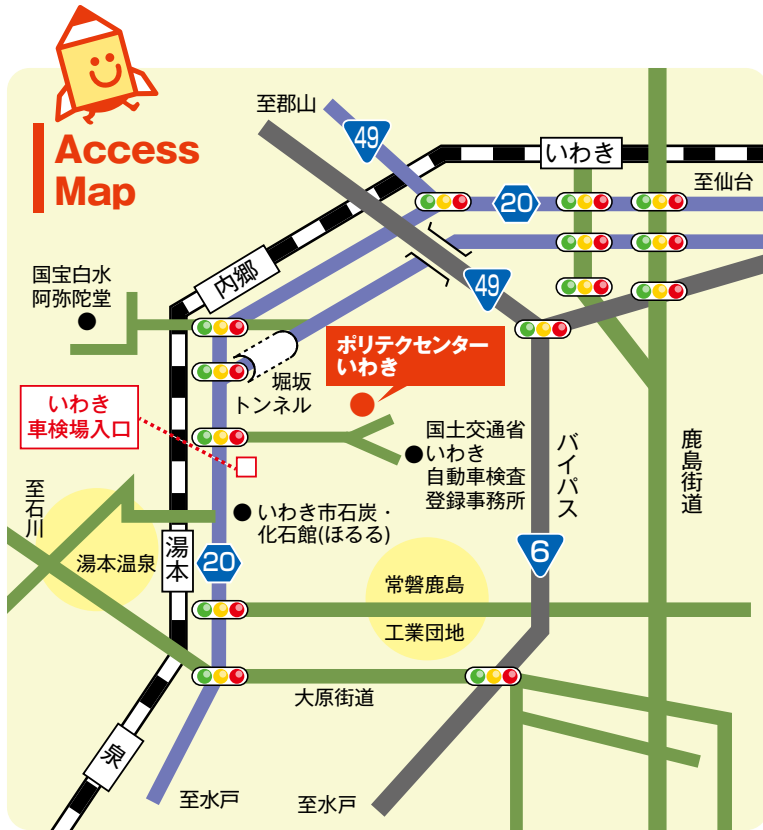 Access
Map
至郡山
49
いわき
20
至仙台
内郷
49
国宝白水
阿弥陀堂
ポリテクセンター
いわき
堀坂
トンネル
いわき
車検場入口
国土交通省
いわき
自動車検査
登録事務所
バイパス
鹿島街道
至石川
いわき市石炭・
化石館(ほるる)
湯本温泉
湯本
20
6
常磐鹿島
工業団地
大原街道
泉
至水戸
至水戸